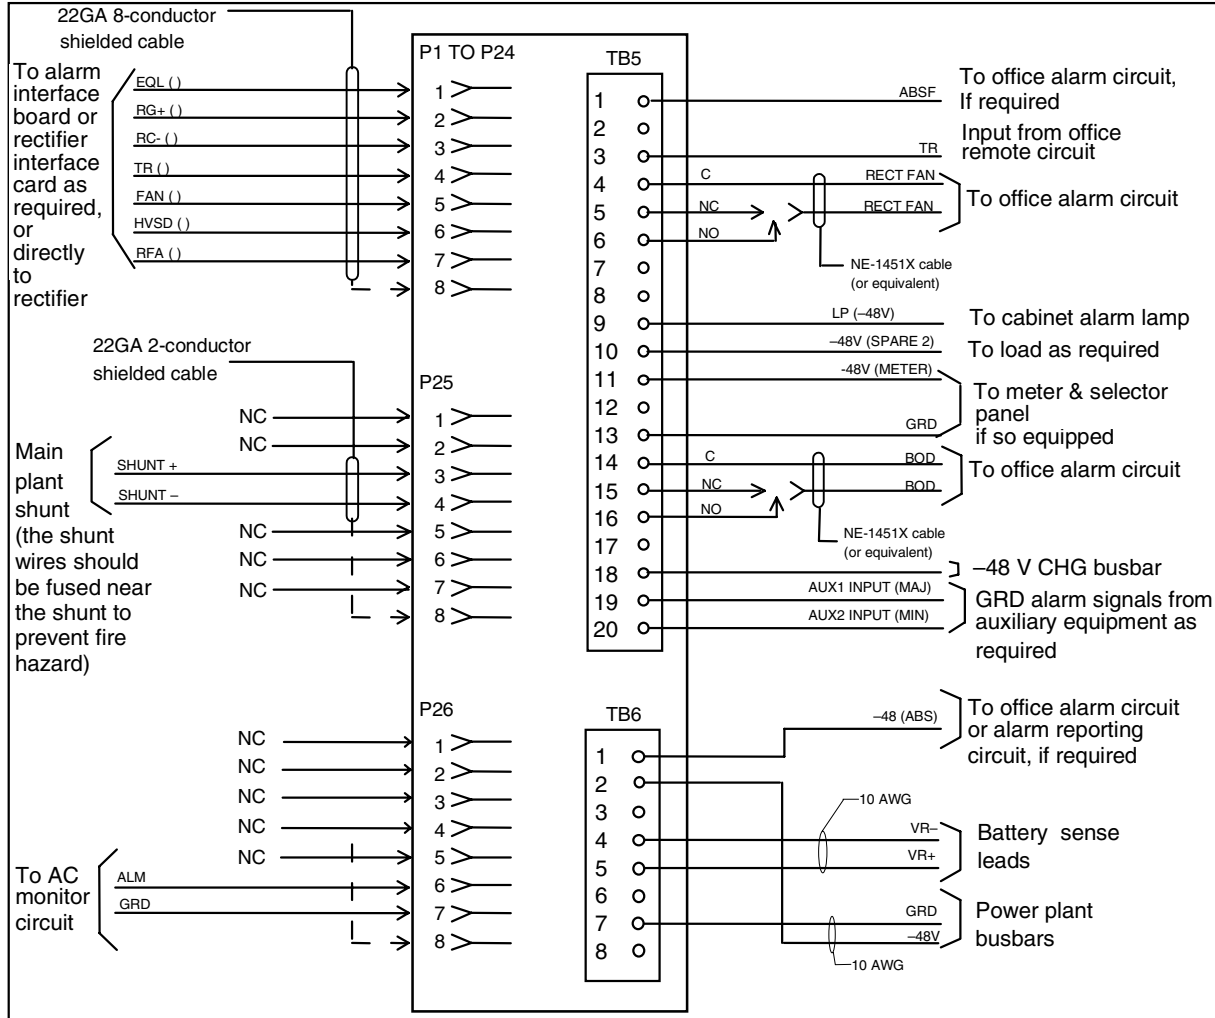 22GA 8-conductor
shielded cable
To alarm
interface
board or
rectifier
interface
card as
required,
or
directly
to
rectifier
EQL ( )
RG+ ( )
RC- ( )
TR ( )
FAN ( )
HVSD ( )
RFA ( )
P1 TO P24
1
2
3
4
5
6
7
8
22GA 2-conductor
shielded cable
Main
plant
shunt
(the shunt
wires should
be fused near
the shunt to
prevent fire
hazard)
NC
NC
SHUNT +
SHUNT –
NC
NC
NC
P25
1
2
3
4
5
6
7
8
NC
NC
NC
NC
NC
To AC
monitor
circuit
ALM
GRD
P26
1
2
3
4
5
6
7
8
TB5
1
2
3
4
5
6
7
8
9
10
11
12
13
14
15
16
17
18
19
20
ABSF
To office alarm circuit,
If required
TR
Input from office
remote circuit
C
RECT FAN
NC
RECT FAN
NO
To office alarm circuit
NE-1451X cable
(or equivalent)
LP (–48V)
To cabinet alarm lamp
–48V (SPARE 2)
To load as required
-48V (METER)
GRD
To meter & selector
panel
if so equipped
C
BOD
NC
BOD
NO
To office alarm circuit
NE-1451X cable
(or equivalent)
–48 V CHG busbar
AUX1 INPUT (MAJ)
AUX2 INPUT (MIN)
GRD alarm signals from
auxiliary equipment as
required
TB6
1
2
3
4
5
6
7
8
–48 (ABS)
To office alarm circuit
or alarm reporting
circuit, if required
10 AWG
VR–
VR+
Battery sense
leads
GRD
–48V
Power plant
busbars
10 AWG